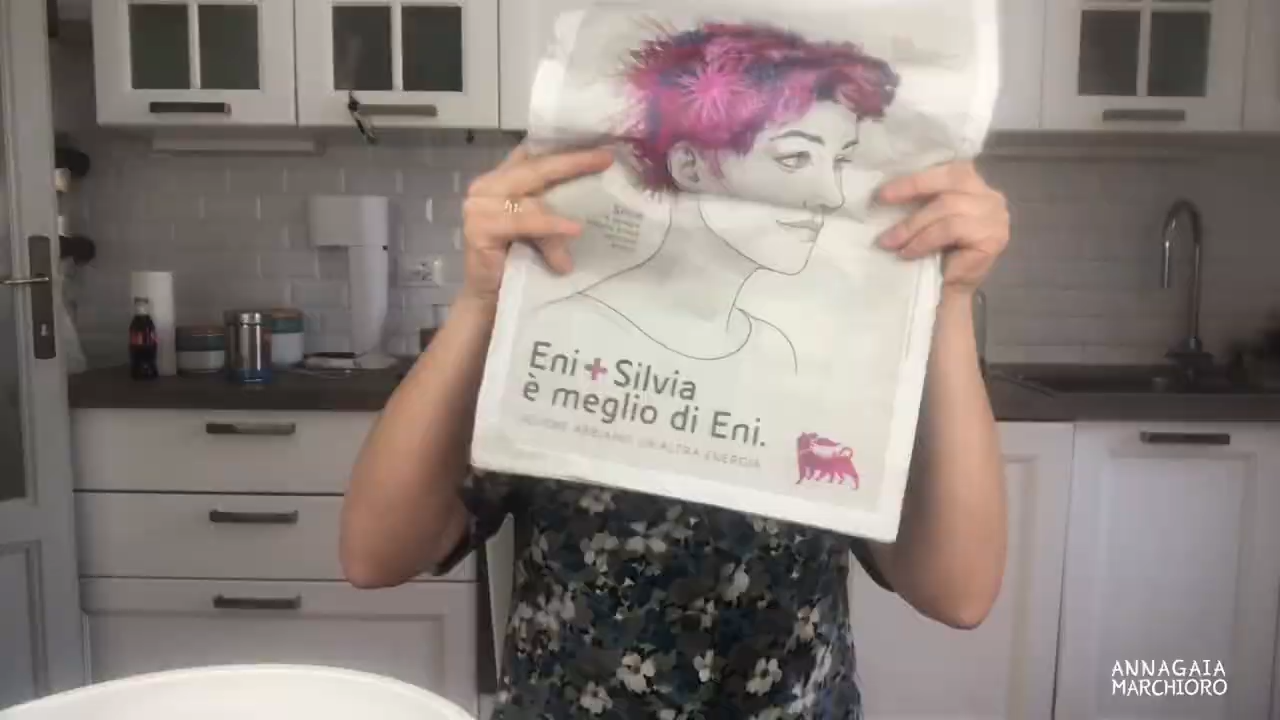 Eni + Silvia
è meglio di Eni.
INSIEME ABBIAMO UN'ALTRA ENERGIA
ANNAGAIA
MARCHIORO